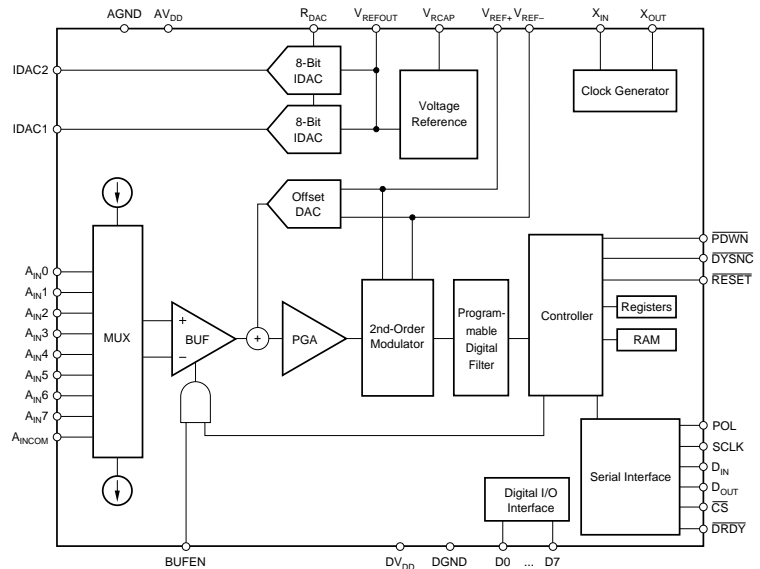 AGND AVDD RDAC VREFOUT VRCAP VREF+ VREF– XIN XOUT
IDAC2
8-Bit
IDAC
IDAC1
8-Bit
IDAC
Voltage
Reference
Clock Generator
Offset
DAC
AIN0
AIN1
AIN2
AIN3
AIN4
AIN5
AIN6
AIN7
AINCOM
MUX
+
BUF
–
+
PGA
2nd-Order
Modulator
Program-
mable
Digital
Filter
Controller
Registers
RAM
PDWN
DYSNC
RESET
Serial Interface
POL
SCLK
DIN
DOUT
CS
DRDY
Digital I/O
Interface
BUFEN DVDD DGND D0 ... D7